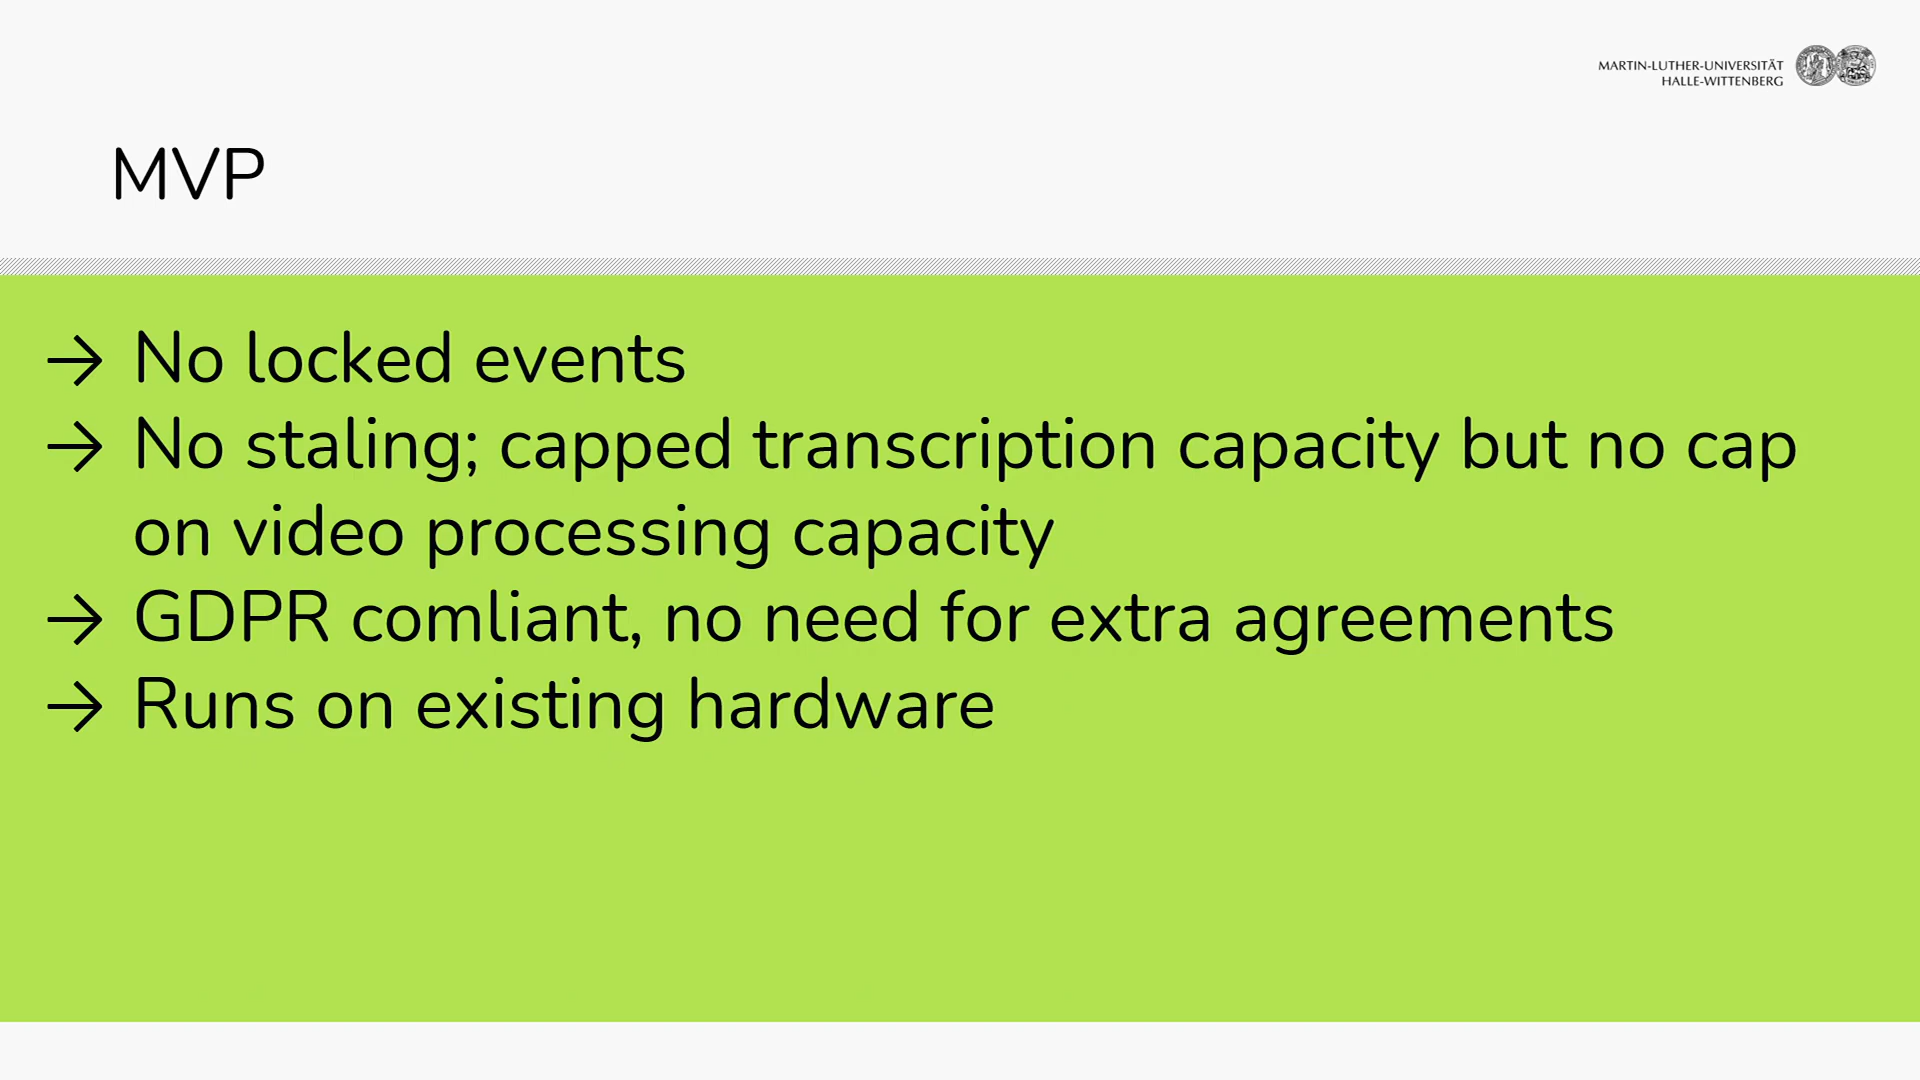 MARTIN-LUTHER-UNIVERSITÄT
HALLE-WITTENBERG
MVP
→ No locked events
→ No staling; capped transcription capacity but no cap
on video processing capacity
→ GDPR comliant, no need for extra agreements
→ Runs on existing hardware